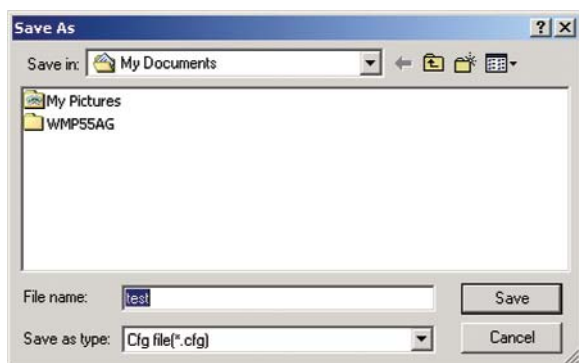 Save As
Save in: My Documents
My Pictures
WMP55AG
File name: test Save
Save as type: Cfg file(*.cfg) Cancel